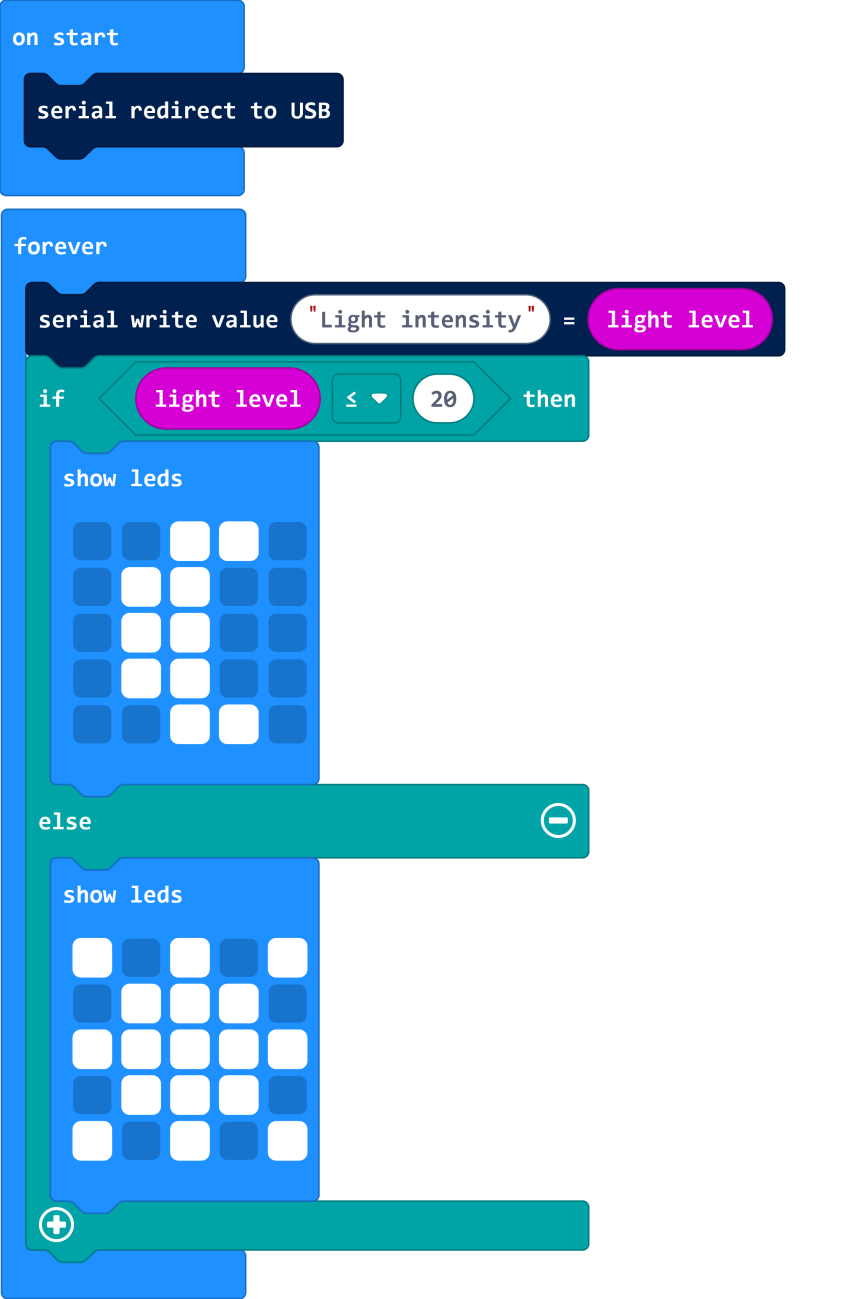 on start
serial redirect to USB
forever
serial write value "Light intensity" = light level
if light level ≤ 20 then
show leds
else
show leds